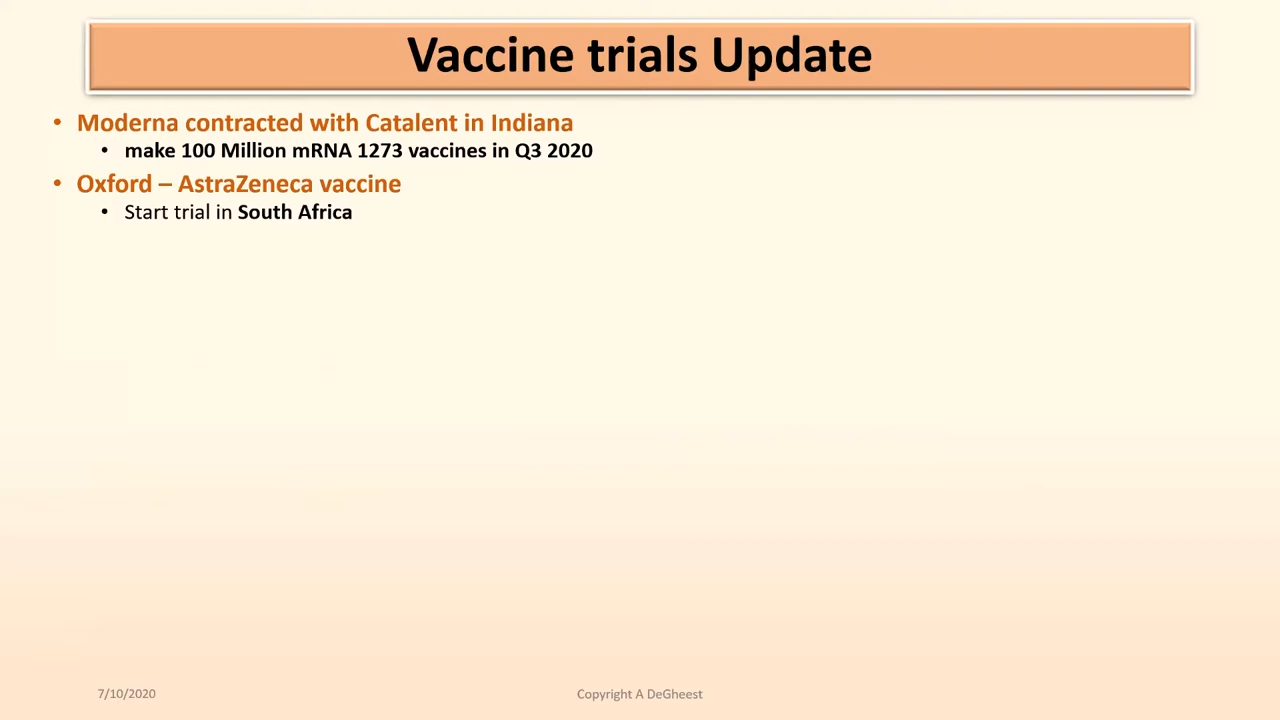 Vaccine trials Update
• Moderna contracted with Catalent in Indiana
• make 100 Million mRNA 1273 vaccines in Q3 2020
• Oxford – AstraZeneca vaccine
• Start trial in South Africa
7/10/2020
Copyright A DeGheest